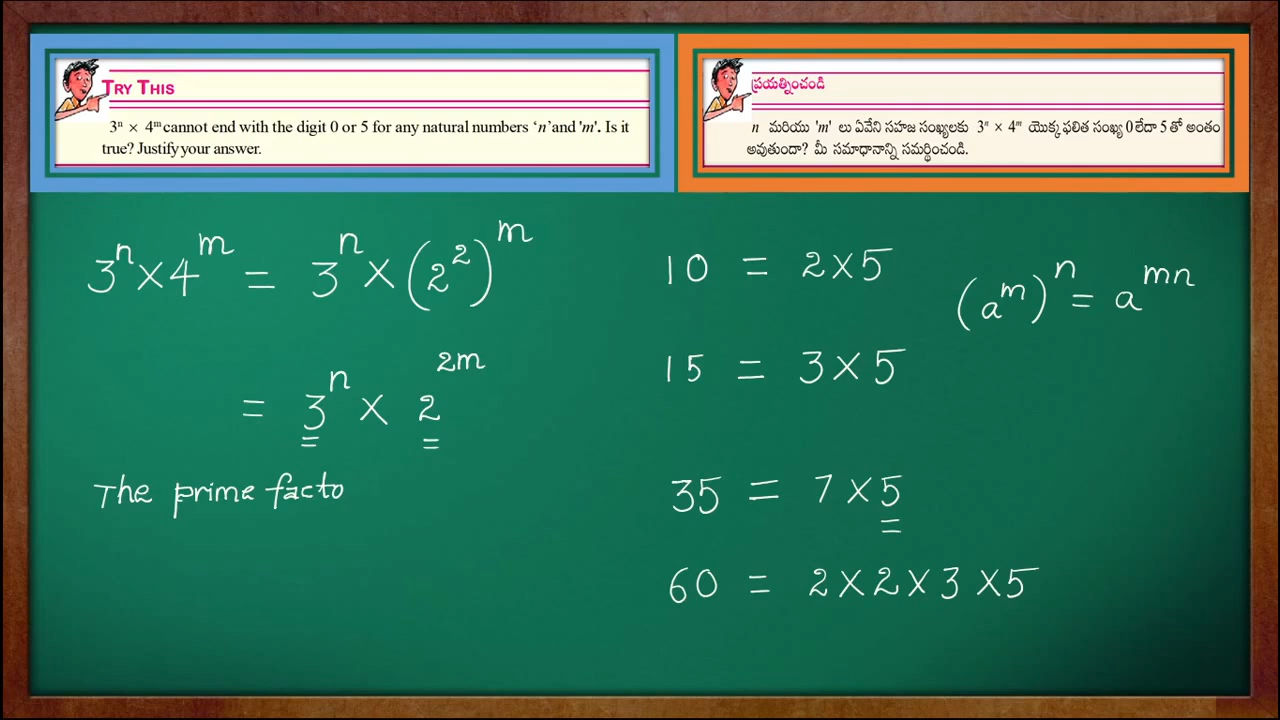 TRY THIS
3ⁿ × 4ᵐ cannot end with the digit 0 or 5 for any natural numbers ‘n’and 'm'. Is it
true? Justify your answer.
ప్రయత్నించండి
n మరియు 'm' లు ఏవేని సహజ సంఖ్యలకు 3ⁿ × 4ᵐ యొక్క ఫలిత సంఖ్య 0 లేదా 5 తో అంతం
అవుతుందా? మీ సమాధానాన్ని సమర్థించండి.
3ⁿ × 4ᵐ = 3ⁿ × (2²)ᵐ
= 3ⁿ × 2²ᵐ
The prime facto
10 = 2 × 5
15 = 3 × 5
35 = 7 × 5
60 = 2 × 2 × 3 × 5
(aᵐ)ⁿ = aᵐⁿ